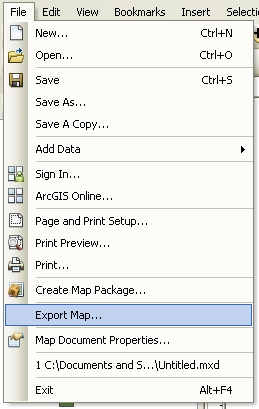 File Edit View Bookmarks Insert Selecti
New... Ctrl+N
Open... Ctrl+O
Save Ctrl+S
Save As...
Save A Copy...
Add Data
Sign In...
ArcGIS Online...
Page and Print Setup...
Print Preview...
Print...
Create Map Package...
Export Map...
Map Document Properties...
1 C:\Documents and S...\Untitled.mxd
Exit Alt+F4